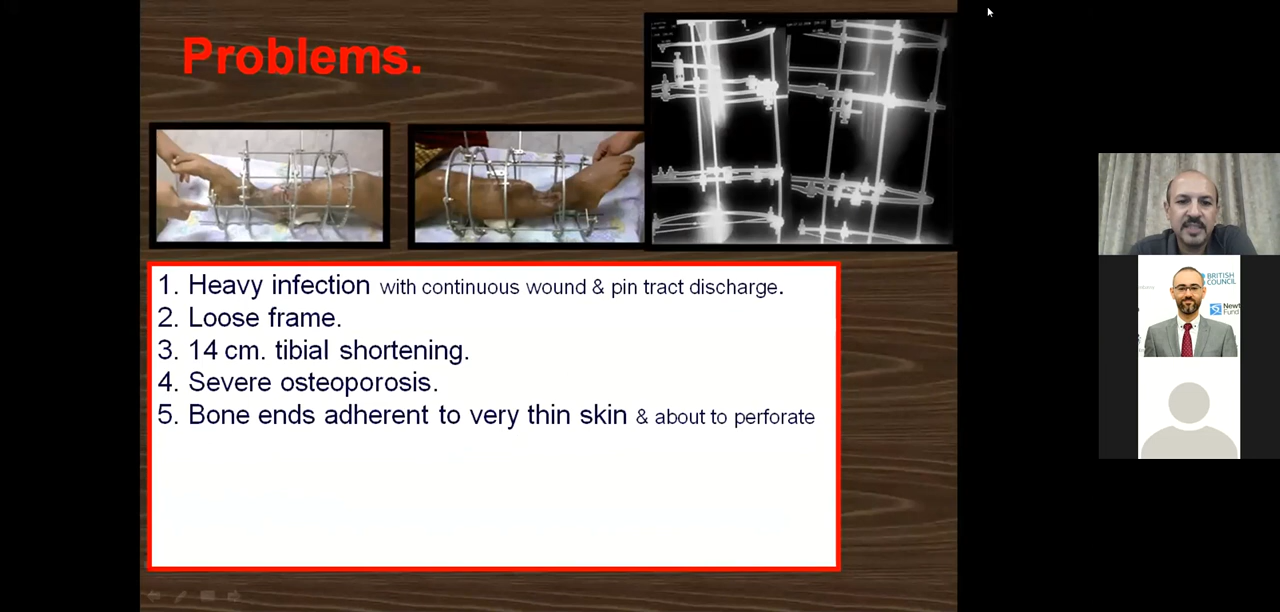 Problems.
1. Heavy infection with continuous wound & pin tract discharge.
2. Loose frame.
3. 14 cm. tibial shortening.
4. Severe osteoporosis.
5. Bone ends adherent to very thin skin & about to perforate
BRITISH
COUNCIL
Fund